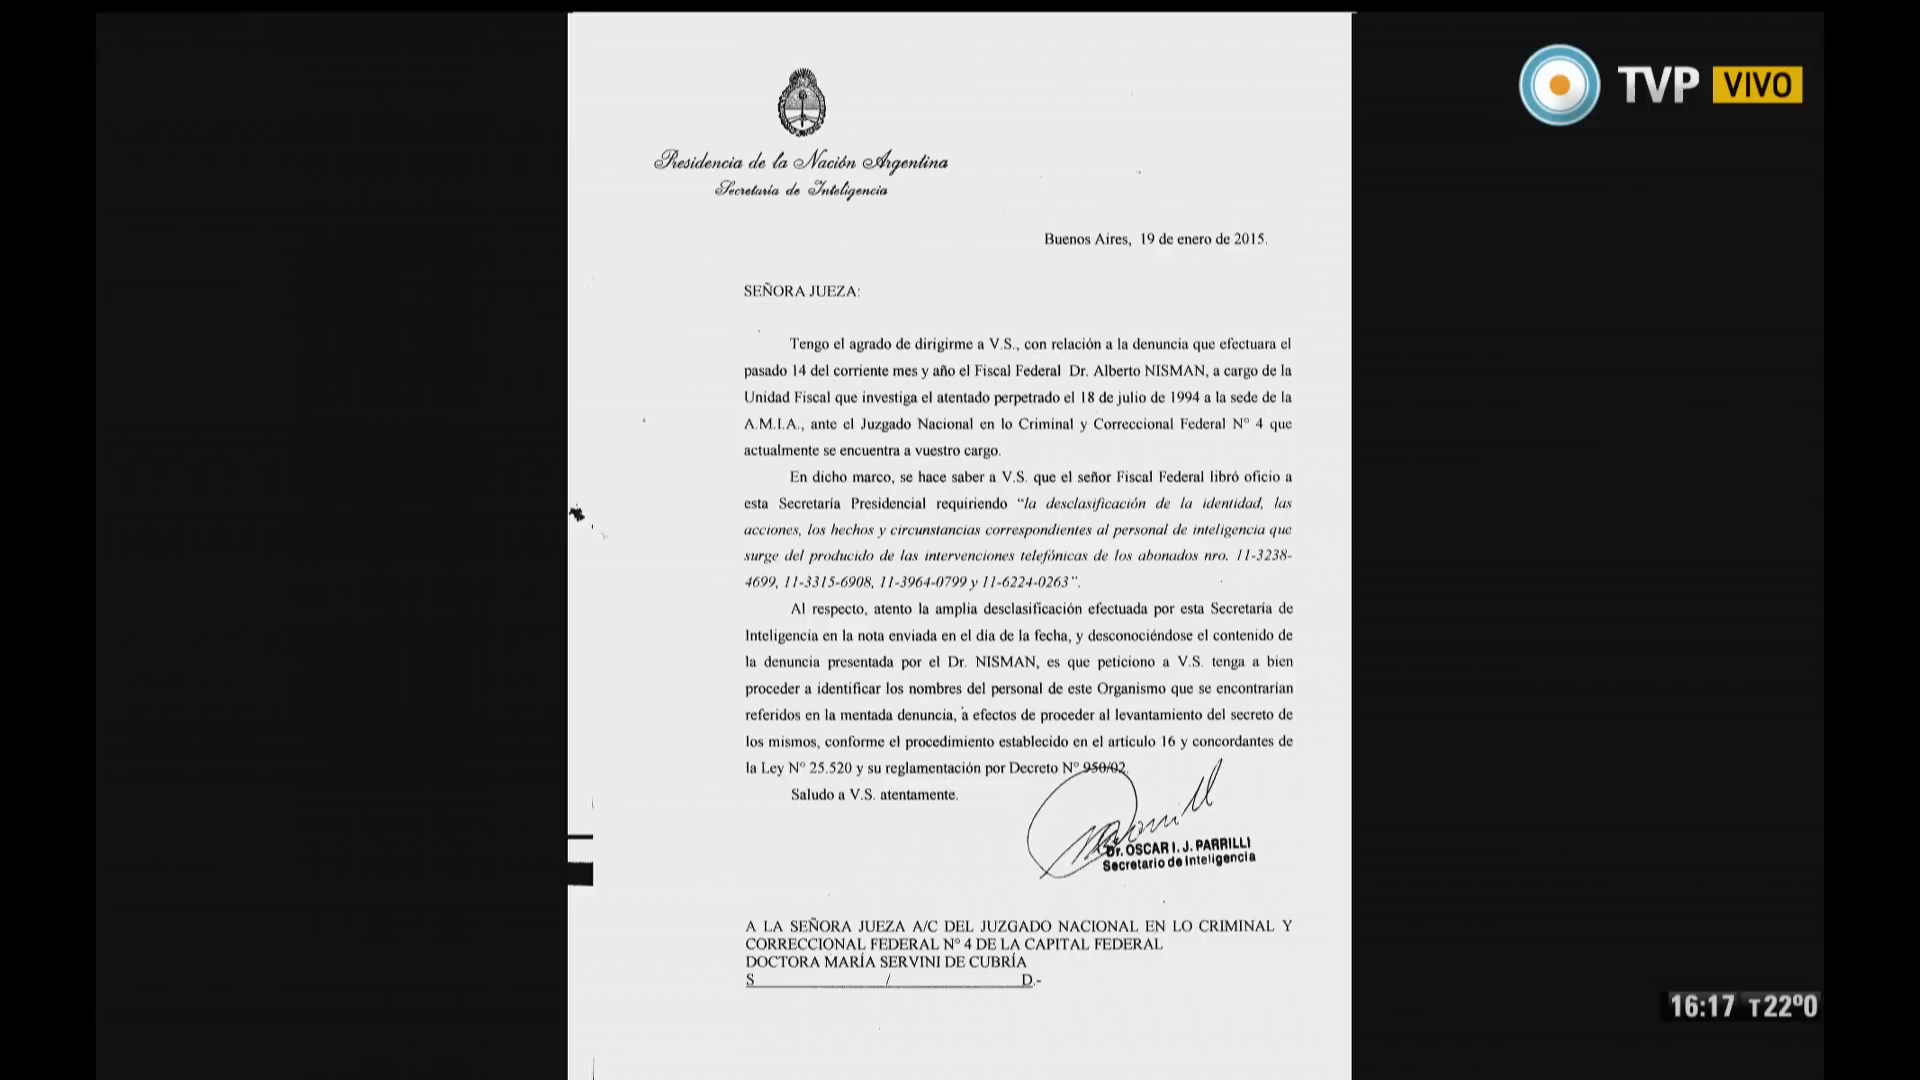 TVP VIVO
Presidencia de la Nación Argentina
Secretaría de Inteligencia
Buenos Aires, 19 de enero de 2015.
SEÑORA JUEZA:
Tengo el agrado de dirigirme a V.S., con relación a la denuncia que efectuara el
pasado 14 del corriente mes y año el Fiscal Federal Dr. Alberto NISMAN, a cargo de la
Unidad Fiscal que investiga el atentado perpetrado el 18 de julio de 1994 a la sede de la
A.M.I.A., ante el Juzgado Nacional en lo Criminal y Correccional Federal Nº 4 que
actualmente se encuentra a vuestro cargo.
En dicho marco, se hace saber a V.S. que el señor Fiscal Federal libró oficio a
esta Secretaría Presidencial requiriendo “la desclasificación de la identidad, las
acciones, los hechos y circunstancias correspondientes al personal de inteligencia que
surge del producido de las intervenciones telefónicas de los abonados nro. 11-3238-
4699, 11-3315-6908, 11-3964-0799 y 11-6224-0263”.
Al respecto, atento la amplia desclasificación efectuada por esta Secretaría de
Inteligencia en la nota enviada en el día de la fecha, y desconociéndose el contenido de
la denuncia presentada por el Dr. NISMAN, es que peticiono a V.S. tenga a bien
proceder a identificar los nombres del personal de este Organismo que se encontrarían
referidos en la mentada denuncia, a efectos de proceder al levantamiento del secreto de
los mismos, conforme el procedimiento establecido en el artículo 16 y concordantes de
la Ley Nº 25.520 y su reglamentación por Decreto Nº 950/02.
Saludo a V.S. atentamente.
Dr. OSCAR I. J. PARRILLI
Secretario de Inteligencia
A LA SEÑORA JUEZA A/C DEL JUZGADO NACIONAL EN LO CRIMINAL Y
CORRECCIONAL FEDERAL Nº 4 DE LA CAPITAL FEDERAL
DOCTORA MARÍA SERVINI DE CUBRÍA
S / D.-
16:17 T22º0